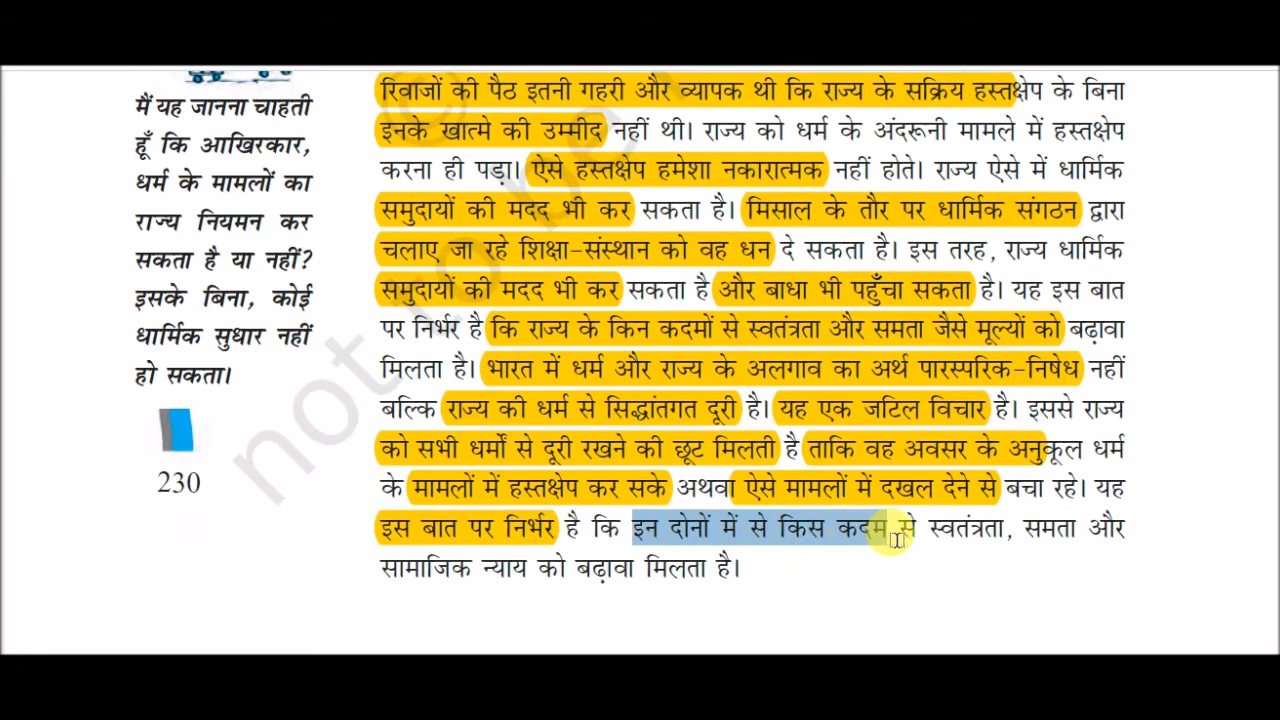 मैं यह जानना चाहती
हूँ कि आखिरकार,
धर्म के मामलों का
राज्य नियमन कर
सकता है या नहीं?
इसके बिना, कोई
धार्मिक सुधार नहीं
हो सकता।
230
रिवाजों की पैठ इतनी गहरी और व्यापक थी कि राज्य के सक्रिय हस्तक्षेप के बिना
इनके खात्मे की उम्मीद नहीं थी। राज्य को धर्म के अंदरूनी मामले में हस्तक्षेप
करना ही पड़ा। ऐसे हस्तक्षेप हमेशा नकारात्मक नहीं होते। राज्य ऐसे में धार्मिक
समुदायों की मदद भी कर सकता है। मिसाल के तौर पर धार्मिक संगठन द्वारा
चलाए जा रहे शिक्षा-संस्थान को वह धन दे सकता है। इस तरह, राज्य धार्मिक
समुदायों की मदद भी कर सकता है और बाधा भी पहुँचा सकता है। यह इस बात
पर निर्भर है कि राज्य के किन कदमों से स्वतंत्रता और समता जैसे मूल्यों को बढ़ावा
मिलता है। भारत में धर्म और राज्य के अलगाव का अर्थ पारस्परिक-निषेध नहीं
बल्कि राज्य की धर्म से सिद्धांतगत दूरी है। यह एक जटिल विचार है। इससे राज्य
को सभी धर्मों से दूरी रखने की छूट मिलती है ताकि वह अवसर के अनुकूल धर्म
के मामलों में हस्तक्षेप कर सके अथवा ऐसे मामलों में दखल देने से बचा रहे। यह
इस बात पर निर्भर है कि इन दोनों में से किस कदम से स्वतंत्रता, समता और
सामाजिक न्याय को बढ़ावा मिलता है।
© not to be r